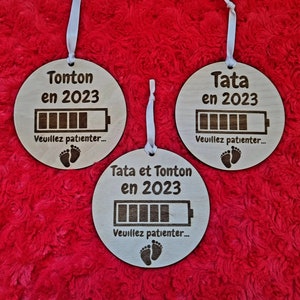 Tonton
en 2023
Veuillez patienter...
Tata
en 2023
Veuillez patienter...
Tata et Tonton
en 2023
Veuillez patienter...